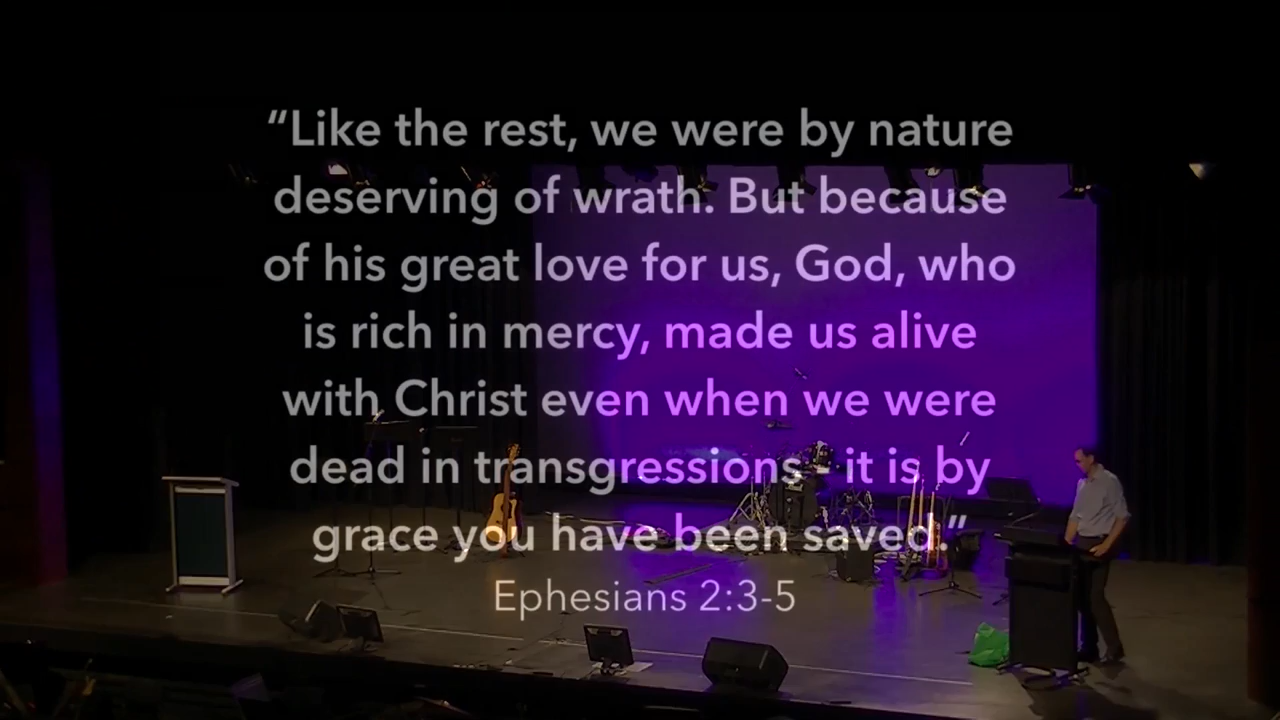 “Like the rest, we were by nature
deserving of wrath. But because
of his great love for us, God, who
is rich in mercy, made us alive
with Christ even when we were
dead in transgressions - it is by
grace you have been saved.”
Ephesians 2:3-5